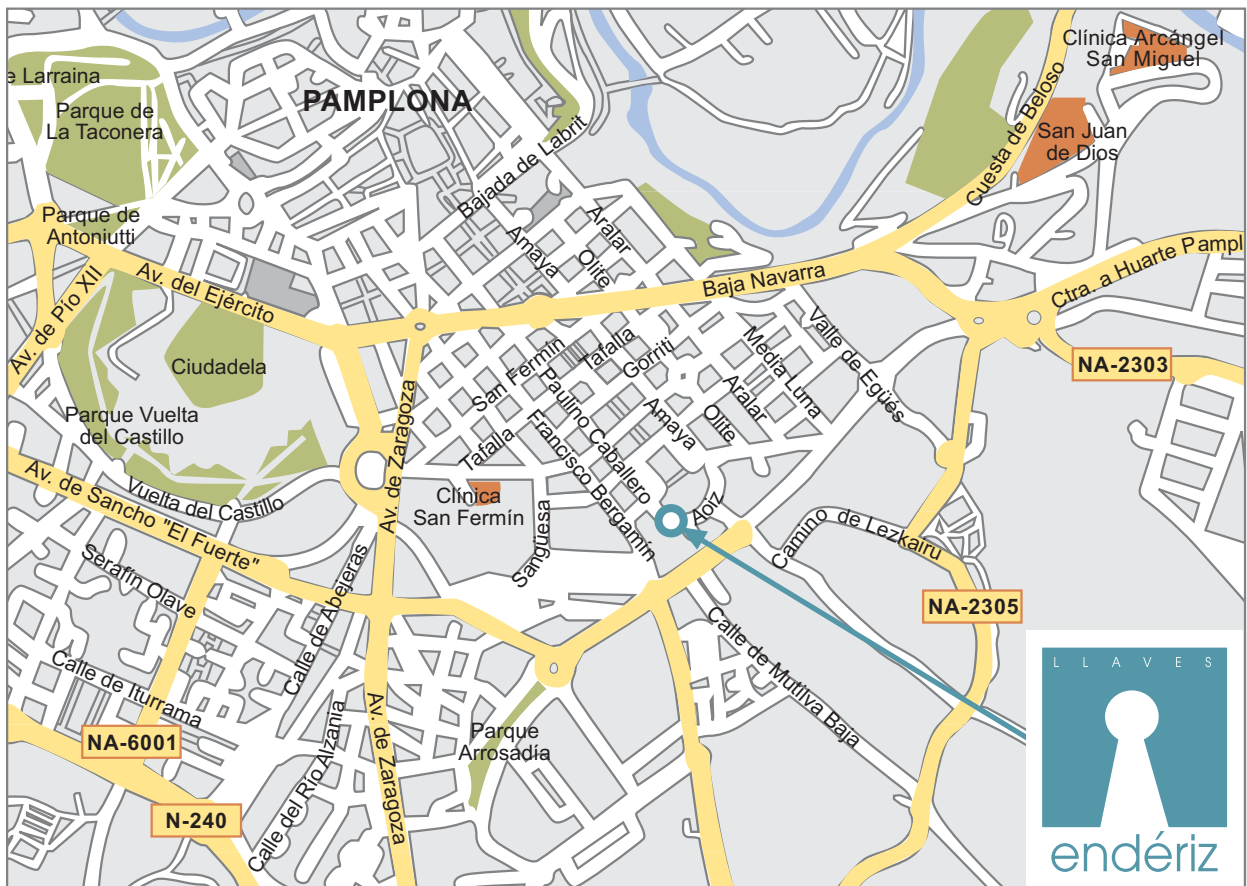 Clínica Arcángel
San Miguel
e Larraina
Parque de
La Taconera
PAMPLONA
San Juan
de Dios
Cuesta de Beloso
Bajada de Labrit
Parque de
Antoniutti
Aralar
Amaya
Olite
Av. de Pío XII
Av. del Ejército
Baja Navarra
Ctra. a Huarte Pampl
Ciudadela
San Fermín
Tafalla
Gorriti
Media Luna
Valle de Egüés
NA-2303
Parque Vuelta
del Castillo
Av. de Zaragoza
Paulino Caballero
Amaya
Olite
Aralar
Tafalla
Francisco Bergamín
Av. de Sancho "El Fuerte"
Vuelta del Castillo
Clínica
San Fermín
Sanguesa
Aoiz
Camino de Lezkairu
Serafín Olave
Calle de Abejeras
NA-2305
Calle de Mutilva Baja
Calle de Iturrama
Calle del Río Alzania
Av. de Zaragoza
Parque
Arrosadía
NA-6001
N-240
LLAVES
endériz